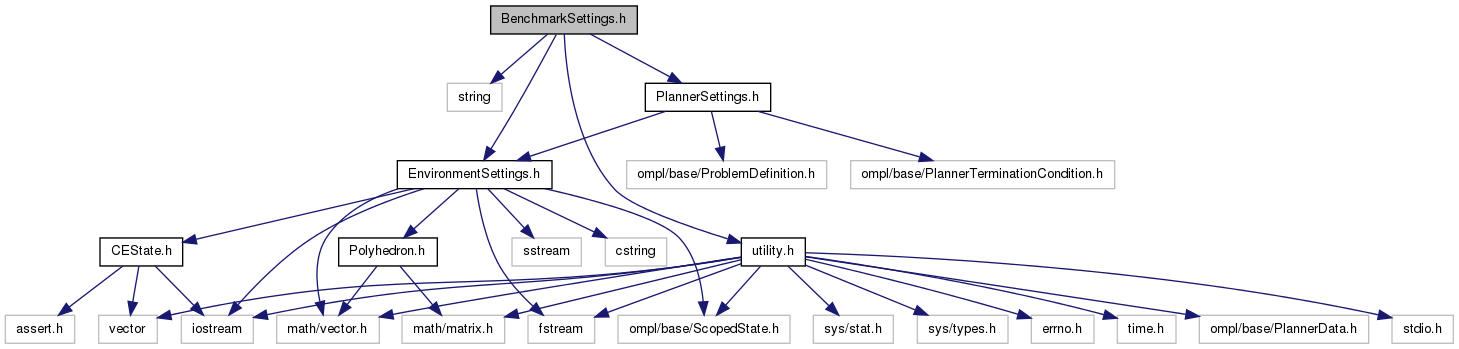 BenchmarkSettings.h
string
PlannerSettings.h
EnvironmentSettings.h
ompl/base/ProblemDefinition.h
ompl/base/PlannerTerminationCondition.h
CEState.h
Polyhedron.h
sstream
cstring
utility.h
assert.h
vector
iostream
math/vector.h
math/matrix.h
fstream
ompl/base/ScopedState.h
sys/stat.h
sys/types.h
errno.h
time.h
ompl/base/PlannerData.h
stdio.h